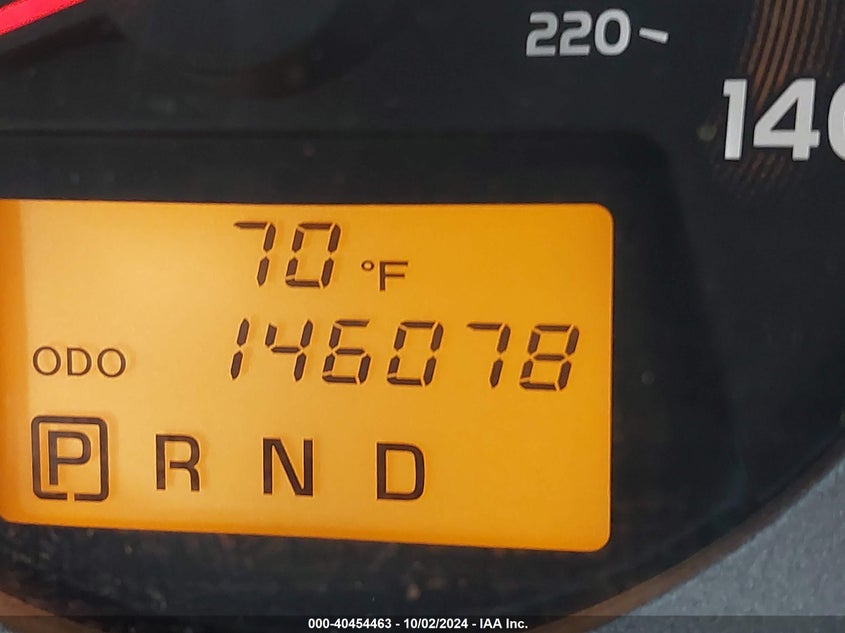 220
140
70 °F
ODO 146078
P R N D
000-40454463 - 10/02/2024 - IAA Inc.